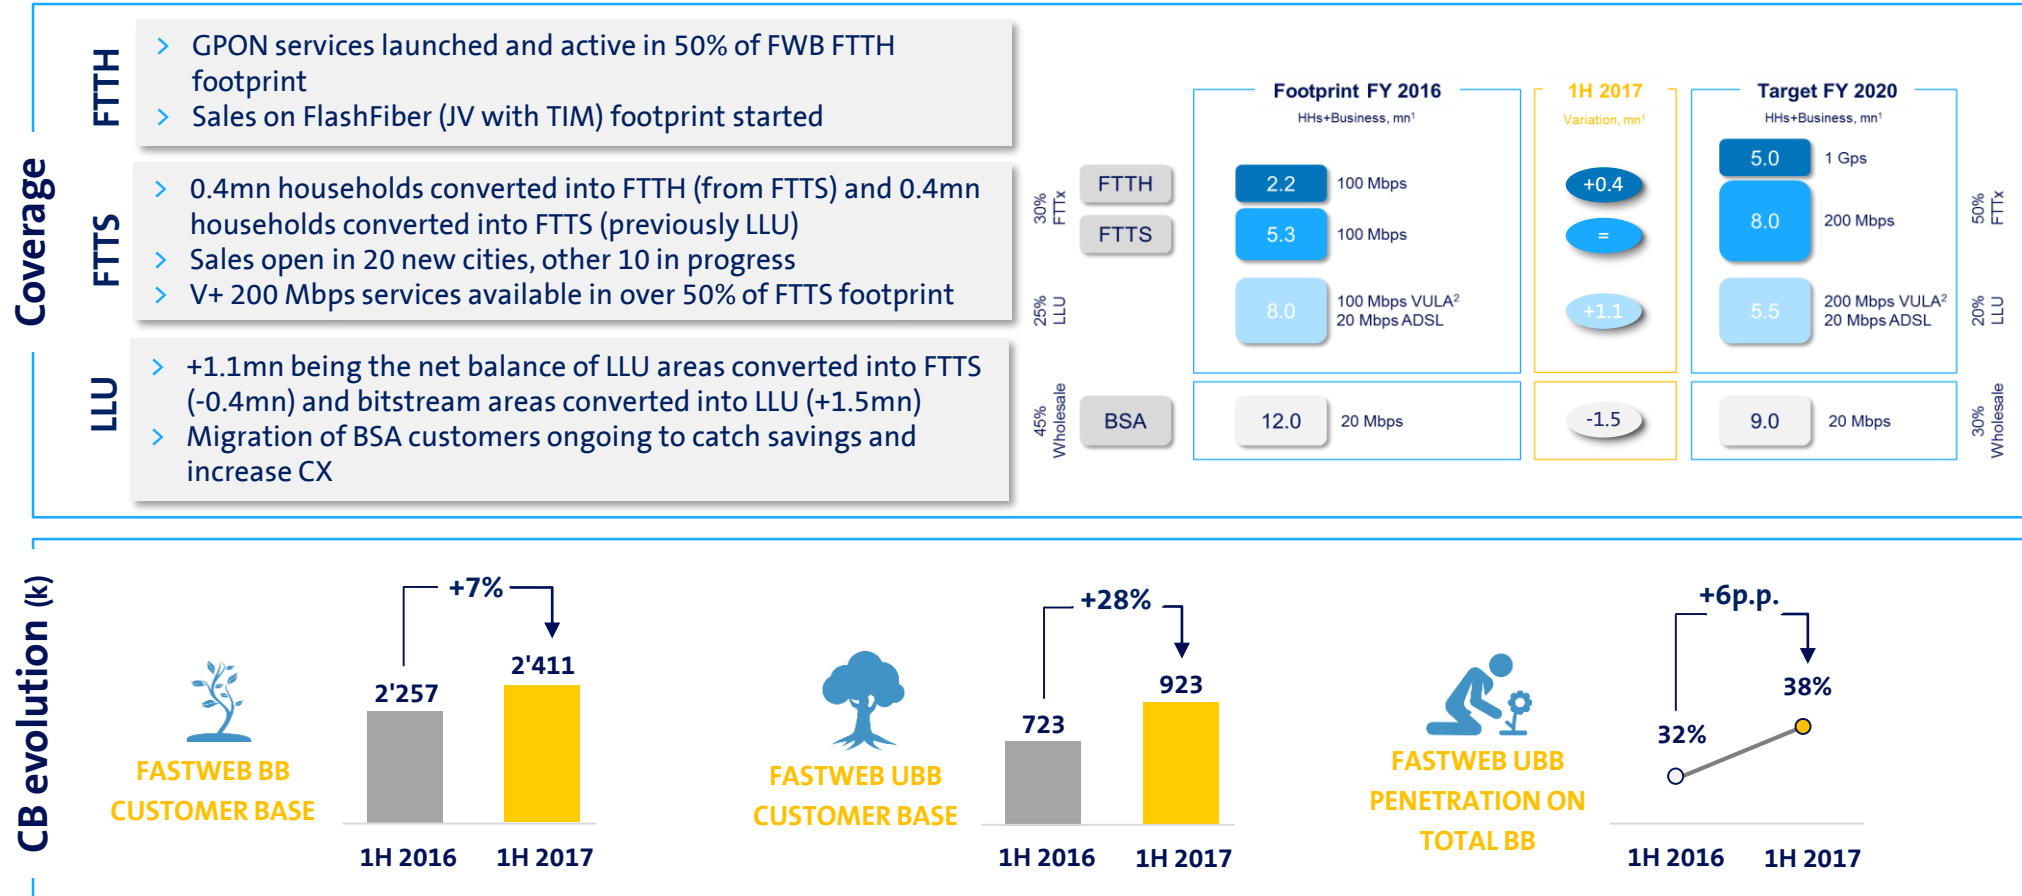 Coverage
FTTH
> GPON services launched and active in 50% of FWB FTTH
footprint
> Sales on FlashFiber (JV with TIM) footprint started
FTTS
> 0.4mn households converted into FTTH (from FTTS) and 0.4mn
households converted into FTTS (previously LLU)
> Sales open in 20 new cities, other 10 in progress
> V+ 200 Mbps services available in over 50% of FTTS footprint
LLU
> +1.1mn being the net balance of LLU areas converted into FTTS
(-0.4mn) and bitstream areas converted into LLU (+1.5mn)
> Migration of BSA customers ongoing to catch savings and
increase CX
Footprint FY 2016
HHs+Business, mn¹
1H 2017
Variation, mn¹
Target FY 2020
HHs+Business, mn¹
30%
FTTx
FTTH
2.2
100 Mbps
+0.4
5.0
1 Gps
FTTS
5.3
100 Mbps
=
8.0
200 Mbps
50%
FTTx
25%
LLU
8.0
100 Mbps VULA²
20 Mbps ADSL
+1.1
5.5
200 Mbps VULA²
20 Mbps ADSL
20%
LLU
45%
Wholesale
BSA
12.0
20 Mbps
-1.5
9.0
20 Mbps
30%
Wholesale
CB evolution (k)
FASTWEB BB
CUSTOMER BASE
+7%
2'257
2'411
1H 2016
1H 2017
FASTWEB UBB
CUSTOMER BASE
+28%
723
923
1H 2016
1H 2017
FASTWEB UBB
PENETRATION ON
TOTAL BB
+6p.p.
32%
38%
1H 2016
1H 2017